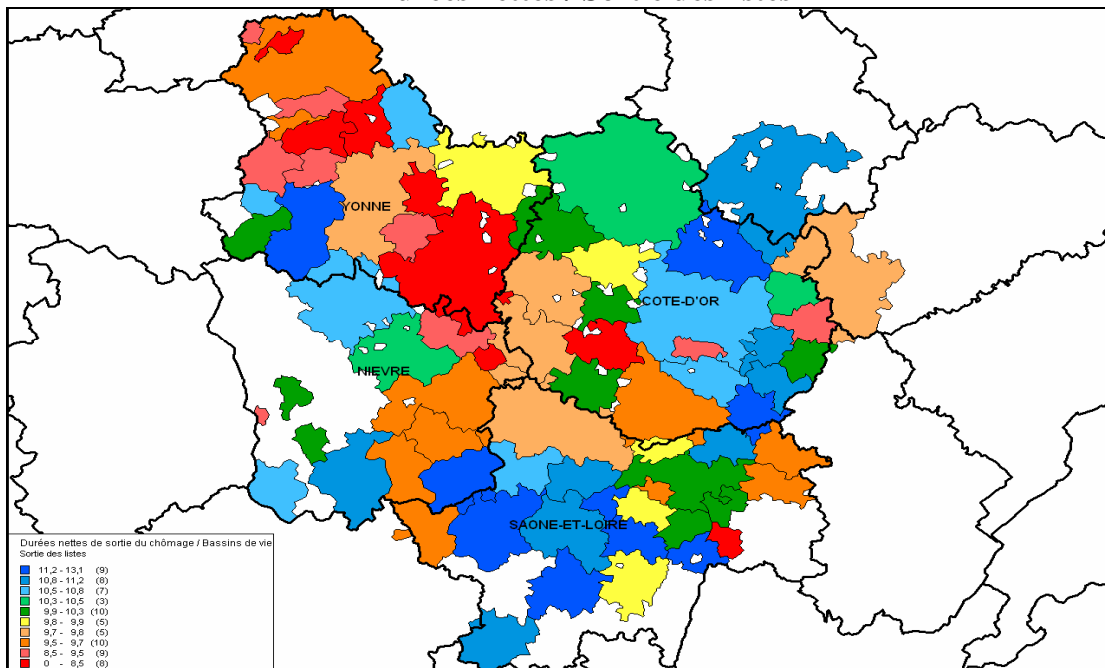 YONNE
COTE-D'OR
NIEVRE
SAONE-ET-LOIRE
Durées nettes de sortie du chômage / Bassins de vie
Sortie des listes
11,2 - 13,1 (9)
10,8 - 11,2 (8)
10,5 - 10,8 (7)
10,3 - 10,5 (3)
9,9 - 10,3 (10)
9,8 - 9,9 (5)
9,7 - 9,8 (5)
9,5 - 9,7 (10)
8,5 - 9,5 (9)
0 - 8,5 (8)